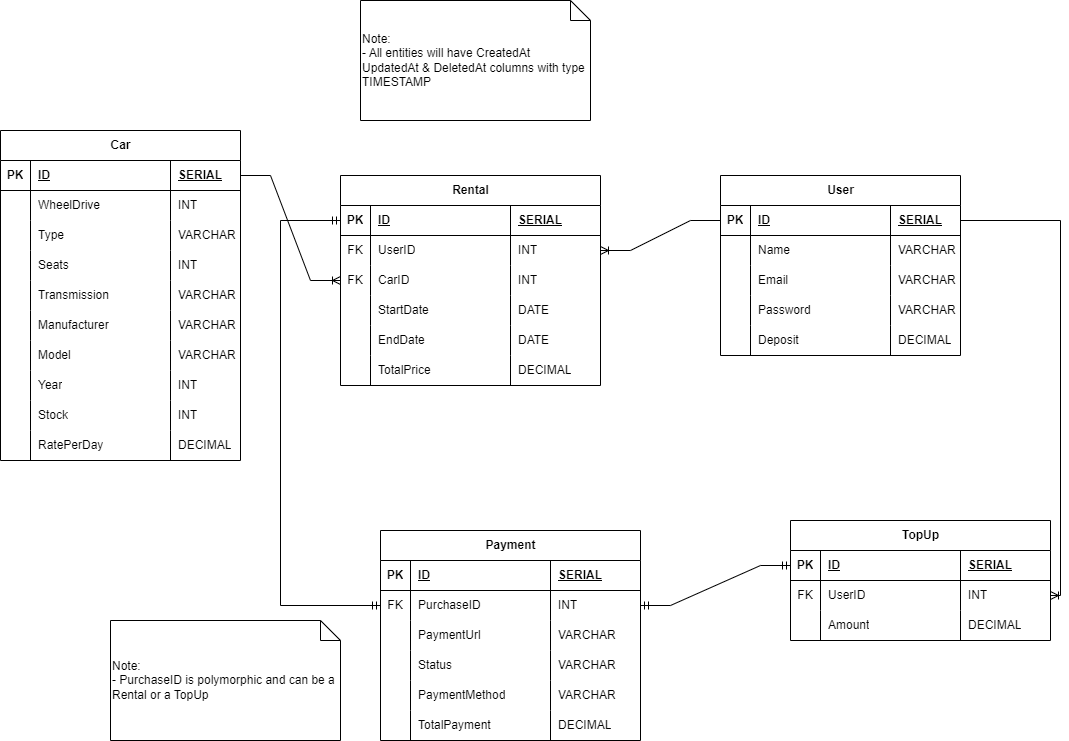 Note:
- All entities will have CreatedAt
UpdatedAt & DeletedAt columns with type
TIMESTAMP
Car
PK ID SERIAL
WheelDrive INT
Type VARCHAR
Seats INT
Transmission VARCHAR
Manufacturer VARCHAR
Model VARCHAR
Year INT
Stock INT
RatePerDay DECIMAL
Rental
PK ID SERIAL
FK UserID INT
FK CarID INT
StartDate DATE
EndDate DATE
TotalPrice DECIMAL
User
PK ID SERIAL
Name VARCHAR
Email VARCHAR
Password VARCHAR
Deposit DECIMAL
Payment
PK ID SERIAL
FK PurchaseID INT
PaymentUrl VARCHAR
Status VARCHAR
PaymentMethod VARCHAR
TotalPayment DECIMAL
TopUp
PK ID SERIAL
FK UserID INT
Amount DECIMAL
Note:
- PurchaseID is polymorphic and can be a
Rental or a TopUp